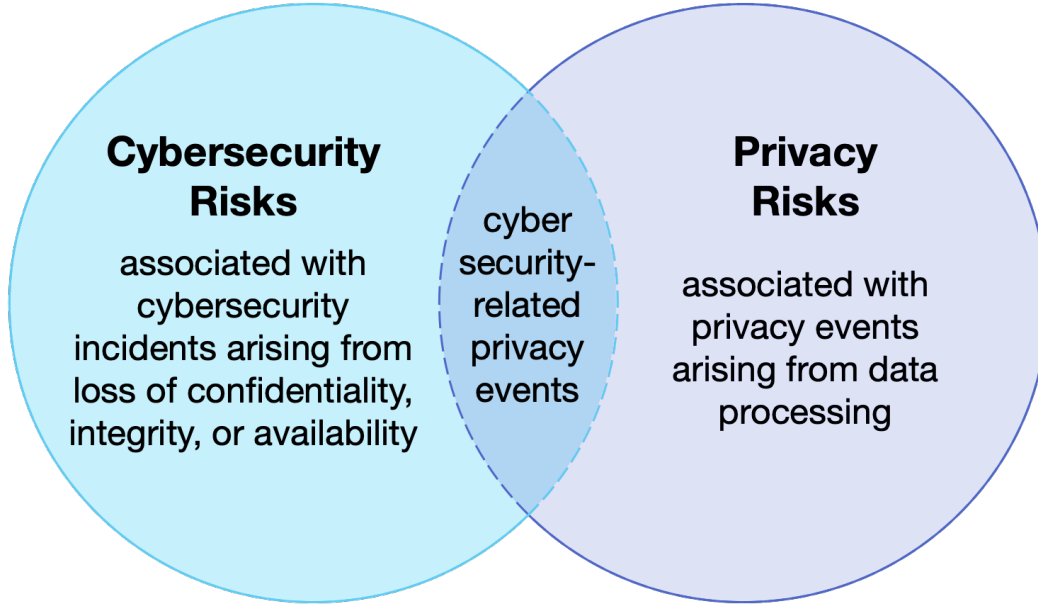 Cybersecurity
Risks
associated with
cybersecurity
incidents arising from
loss of confidentiality,
integrity, or availability
cyber
security-
related
privacy
events
Privacy
Risks
associated with
privacy events
arising from data
processing